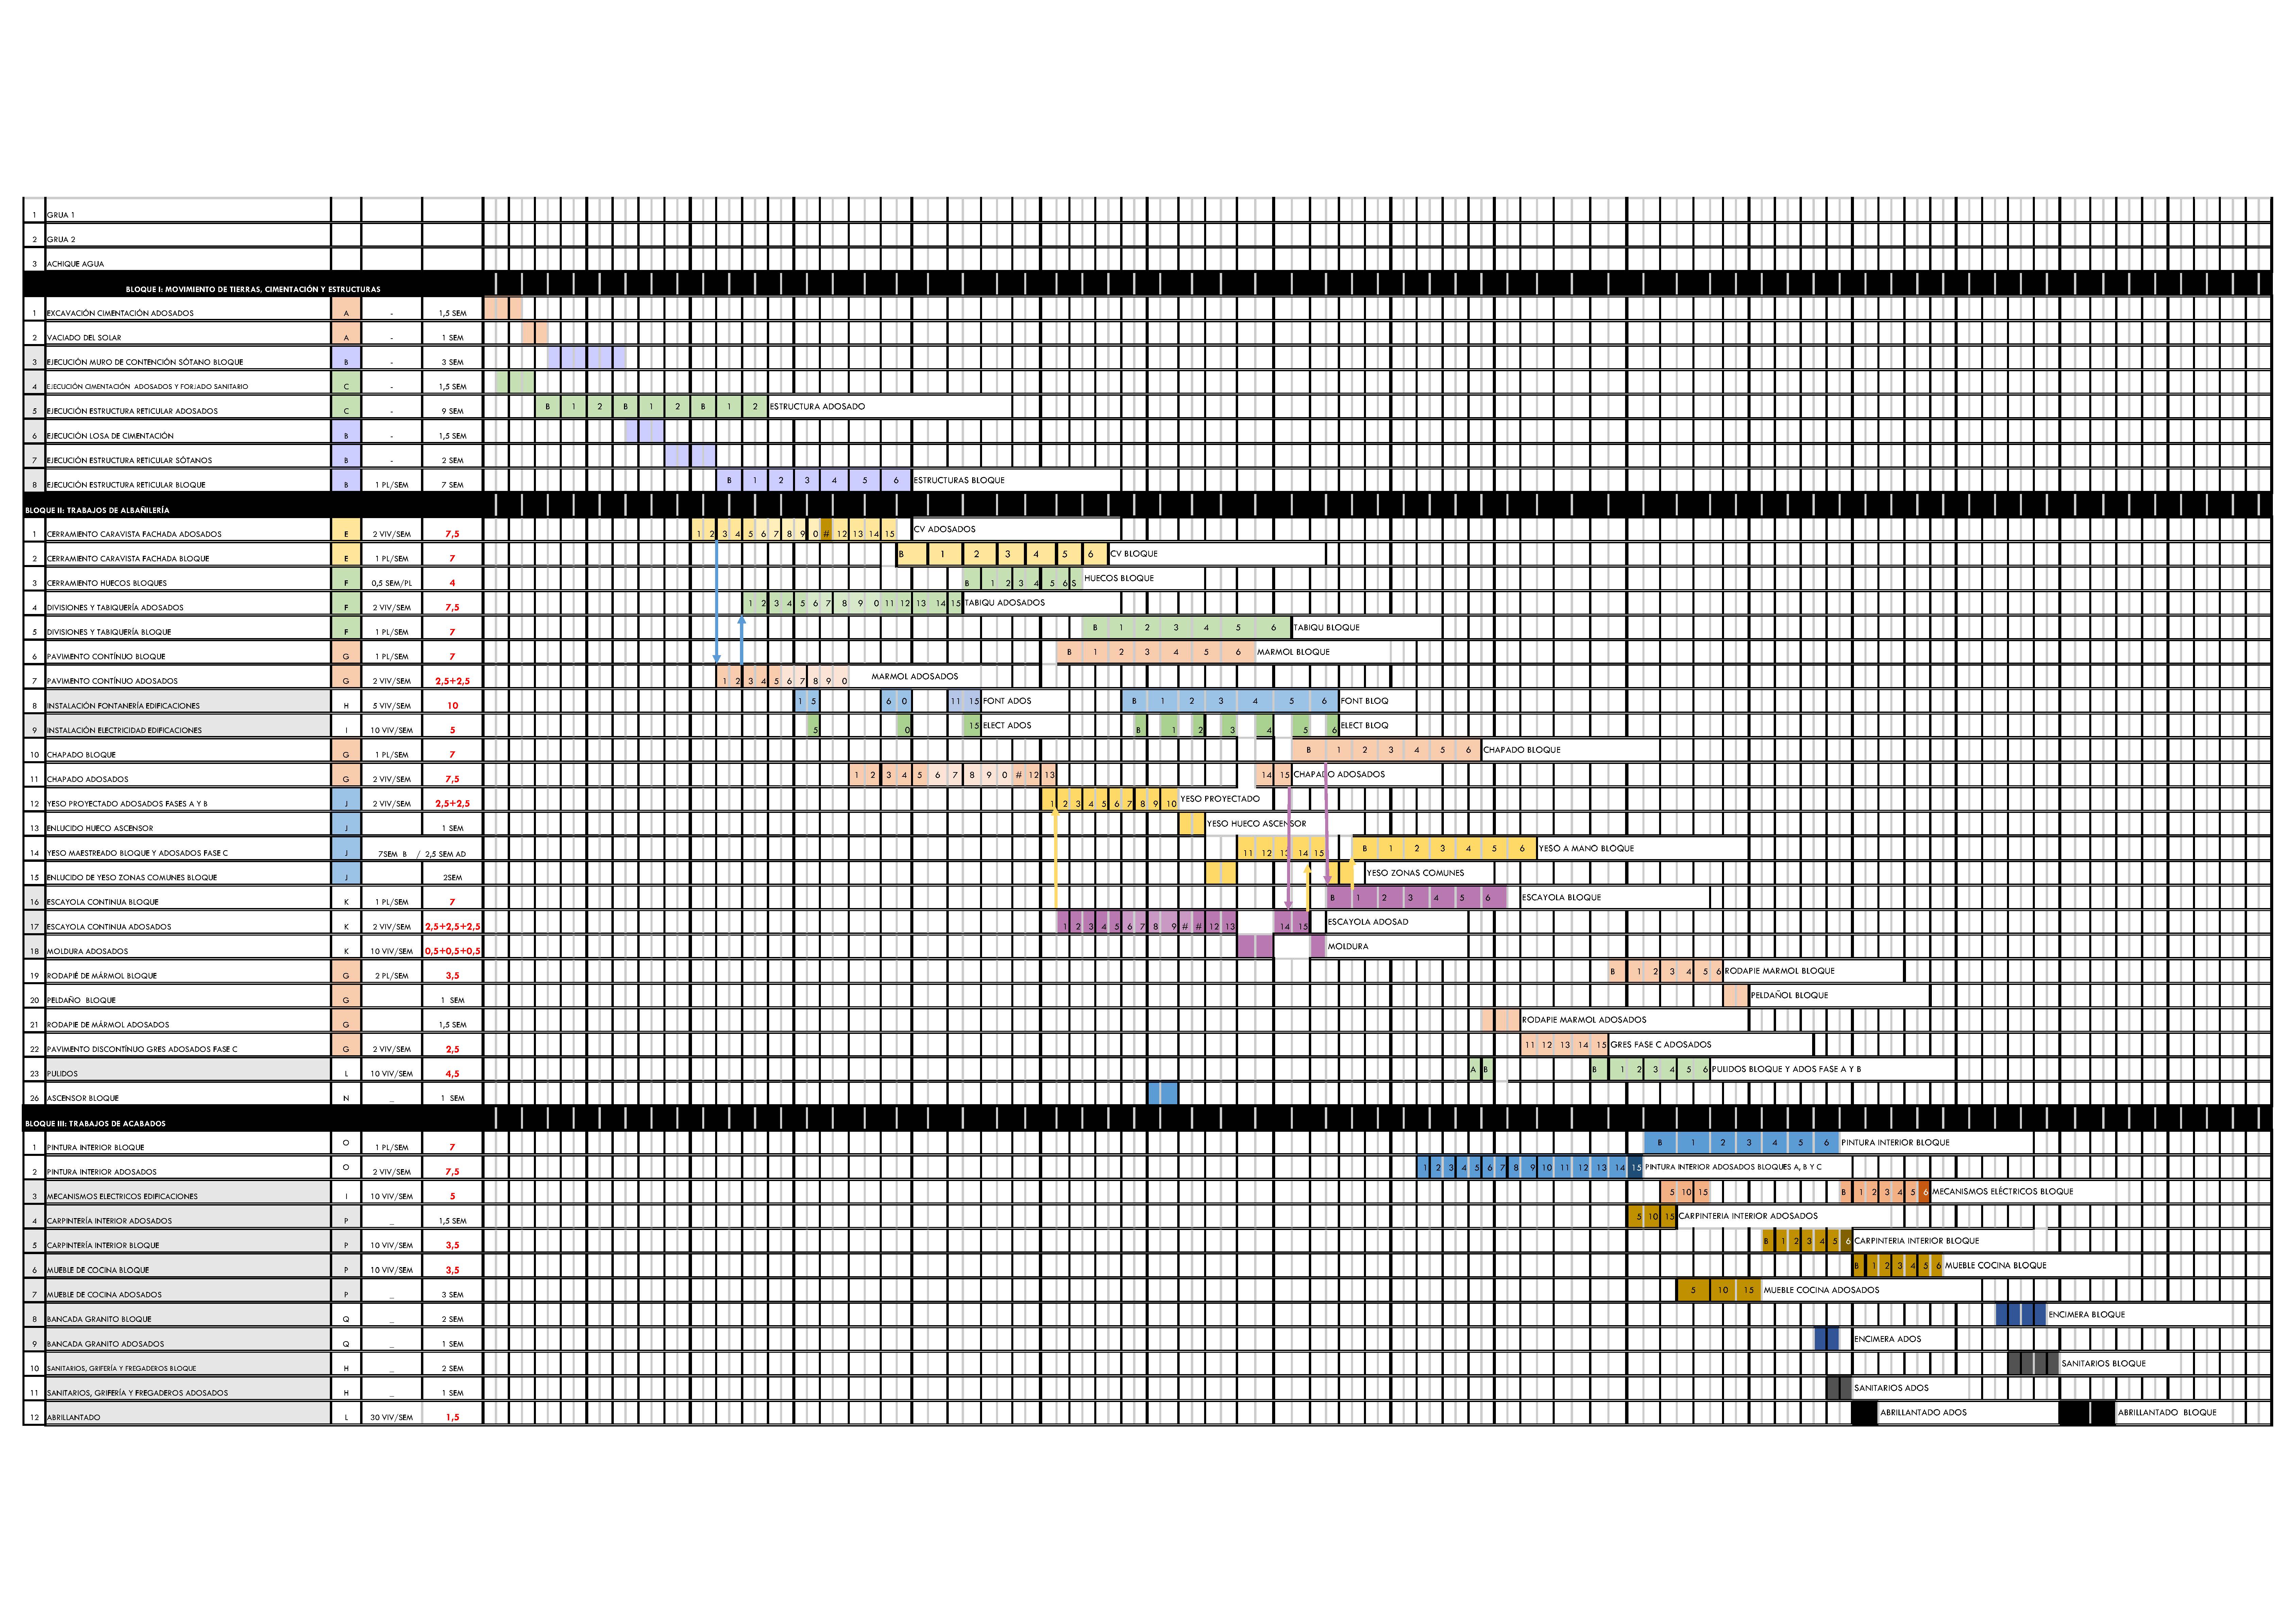 1 GRUA 1
2 GRUA 2
3 ACHIQUE AGUA
BLOQUE I: MOVIMIENTO DE TIERRAS, CIMENTACIÓN Y ESTRUCTURAS
1 EXCAVACIÓN CIMENTACIÓN ADOSADOS A - 1,5 SEM
2 VACIADO DEL SOLAR A - 1 SEM
3 EJECUCIÓN MURO DE CONTENCIÓN SÓTANO BLOQUE B - 3 SEM
4 EJECUCIÓN CIMENTACIÓN ADOSADOS Y FORJADO SANITARIO C - 1,5 SEM
5 EJECUCIÓN ESTRUCTURA RETICULAR ADOSADOS C - 9 SEM B 1 2 B 1 2 B 1 2 ESTRUCTURA ADOSADO
6 EJECUCIÓN LOSA DE CIMENTACIÓN B - 1,5 SEM
7 EJECUCIÓN ESTRUCTURA RETICULAR SÓTANOS B - 2 SEM
8 EJECUCIÓN ESTRUCTURA RETICULAR BLOQUE B 1 PL/SEM 7 SEM B 1 2 3 4 5 6 ESTRUCTURAS BLOQUE
BLOQUE II: TRABAJOS DE ALBAÑILERÍA
1 CERRAMIENTO CARAVISTA FACHADA ADOSADOS E 2 VIV/SEM 7,5 1 2 3 4 5 6 7 8 9 0 # 12 13 14 15 CV ADOSADOS
2 CERRAMIENTO CARAVISTA FACHADA BLOQUE E 1 PL/SEM 7 B 1 2 3 4 5 6 CV BLOQUE
3 CERRAMIENTO HUECOS BLOQUES F 0,5 SEM/PL 4 B 1 2 3 4 5 6 S HUECOS BLOQUE
4 DIVISIONES Y TABIQUERÍA ADOSADOS F 2 VIV/SEM 7,5 1 2 3 4 5 6 7 8 9 0 11 12 13 14 15 TABIQU ADOSADOS
5 DIVISIONES Y TABIQUERÍA BLOQUE F 1 PL/SEM 7 B 1 2 3 4 5 6 TABIQU BLOQUE
6 PAVIMENTO CONTÍNUO BLOQUE G 1 PL/SEM 7 B 1 2 3 4 5 6 MARMOL BLOQUE
7 PAVIMENTO CONTÍNUO ADOSADOS G 2 VIV/SEM 2,5+2,5 1 2 3 4 5 6 7 8 9 0 MARMOL ADOSADOS
8 INSTALACIÓN FONTANERÍA EDIFICACIONES H 5 VIV/SEM 10 1 5 6 0 11 15 FONT ADOS B 1 2 3 4 5 6 FONT BLOQ
9 INSTALACIÓN ELECTRICIDAD EDIFICACIONES I 10 VIV/SEM 5 5 0 15 ELECT ADOS B 1 2 3 4 5 6 ELECT BLOQ
10 CHAPADO BLOQUE G 1 PL/SEM 7 B 1 2 3 4 5 6 CHAPADO BLOQUE
11 CHAPADO ADOSADOS G 2 VIV/SEM 7,5 1 2 3 4 5 6 7 8 9 0 # 12 13 14 15 CHAPADO ADOSADOS
12 YESO PROYECTADO ADOSADOS FASES A Y B J 2 VIV/SEM 2,5+2,5 1 2 3 4 5 6 7 8 9 10 YESO PROYECTADO
13 ENLUCIDO HUECO ASCENSOR J 1 SEM YESO HUECO ASCENSOR
14 YESO MAESTREADO BLOQUE Y ADOSADOS FASE C J 7SEM B / 2,5 SEM AD 11 12 13 14 15 B 1 2 3 4 5 6 YESO A MANO BLOQUE
15 ENLUCIDO DE YESO ZONAS COMUNES BLOQUE J 2SEM YESO ZONAS COMUNES
16 ESCAYOLA CONTINUA BLOQUE K 1 PL/SEM 7 B 1 2 3 4 5 6 ESCAYOLA BLOQUE
17 ESCAYOLA CONTINUA ADOSADOS K 2 VIV/SEM 2,5+2,5+2,5 1 2 3 4 5 6 7 8 9 # # 12 13 14 15 ESCAYOLA ADOSAD
18 MOLDURA ADOSADOS K 10 VIV/SEM 0,5+0,5+0,5 MOLDURA
19 RODAPIÉ DE MÁRMOL BLOQUE G 2 PL/SEM 3,5 B 1 2 3 4 5 6 RODAPIE MARMOL BLOQUE
20 PELDAÑO BLOQUE G 1 SEM PELDAÑOL BLOQUE
21 RODAPIE DE MÁRMOL ADOSADOS G 1,5 SEM RODAPIE MARMOL ADOSADOS
22 PAVIMENTO DISCONTÍNUO GRES ADOSADOS FASE C G 2 VIV/SEM 2,5 11 12 13 14 15 GRES FASE C ADOSADOS
23 PULIDOS L 10 VIV/SEM 4,5 A B B 1 2 3 4 5 6 PULIDOS BLOQUE Y ADOS FASE A Y B
26 ASCENSOR BLOQUE N _ 1 SEM
BLOQUE III: TRABAJOS DE ACABADOS
1 PINTURA INTERIOR BLOQUE O 1 PL/SEM 7 B 1 2 3 4 5 6 PINTURA INTERIOR BLOQUE
2 PINTURA INTERIOR ADOSADOS O 2 VIV/SEM 7,5 1 2 3 4 5 6 7 8 9 10 11 12 13 14 15 PINTURA INTERIOR ADOSADOS BLOQUES A, B Y C
3 MECANISMOS ELECTRICOS EDIFICACIONES I 10 VIV/SEM 5 5 10 15 B 1 2 3 4 5 6 MECANISMOS ELÉCTRICOS BLOQUE
4 CARPINTERÍA INTERIOR ADOSADOS P _ 1,5 SEM 5 10 15 CARPINTERIA INTERIOR ADOSADOS
5 CARPINTERÍA INTERIOR BLOQUE P 10 VIV/SEM 3,5 B 1 2 3 4 5 6 CARPINTERIA INTERIOR BLOQUE
6 MUEBLE DE COCINA BLOQUE P 10 VIV/SEM 3,5 B 1 2 3 4 5 6 MUEBLE COCINA BLOQUE
7 MUEBLE DE COCINA ADOSADOS P _ 3 SEM 5 10 15 MUEBLE COCINA ADOSADOS
8 BANCADA GRANITO BLOQUE Q _ 2 SEM ENCIMERA BLOQUE
9 BANCADA GRANITO ADOSADOS Q _ 1 SEM ENCIMERA ADOS
10 SANITARIOS, GRIFERÍA Y FREGADEROS BLOQUE H _ 2 SEM SANITARIOS BLOQUE
11 SANITARIOS, GRIFERÍA Y FREGADEROS ADOSADOS H _ 1 SEM SANITARIOS ADOS
12 ABRILLANTADO L 30 VIV/SEM 1,5 ABRILLANTADO ADOS ABRILLANTADO BLOQUE